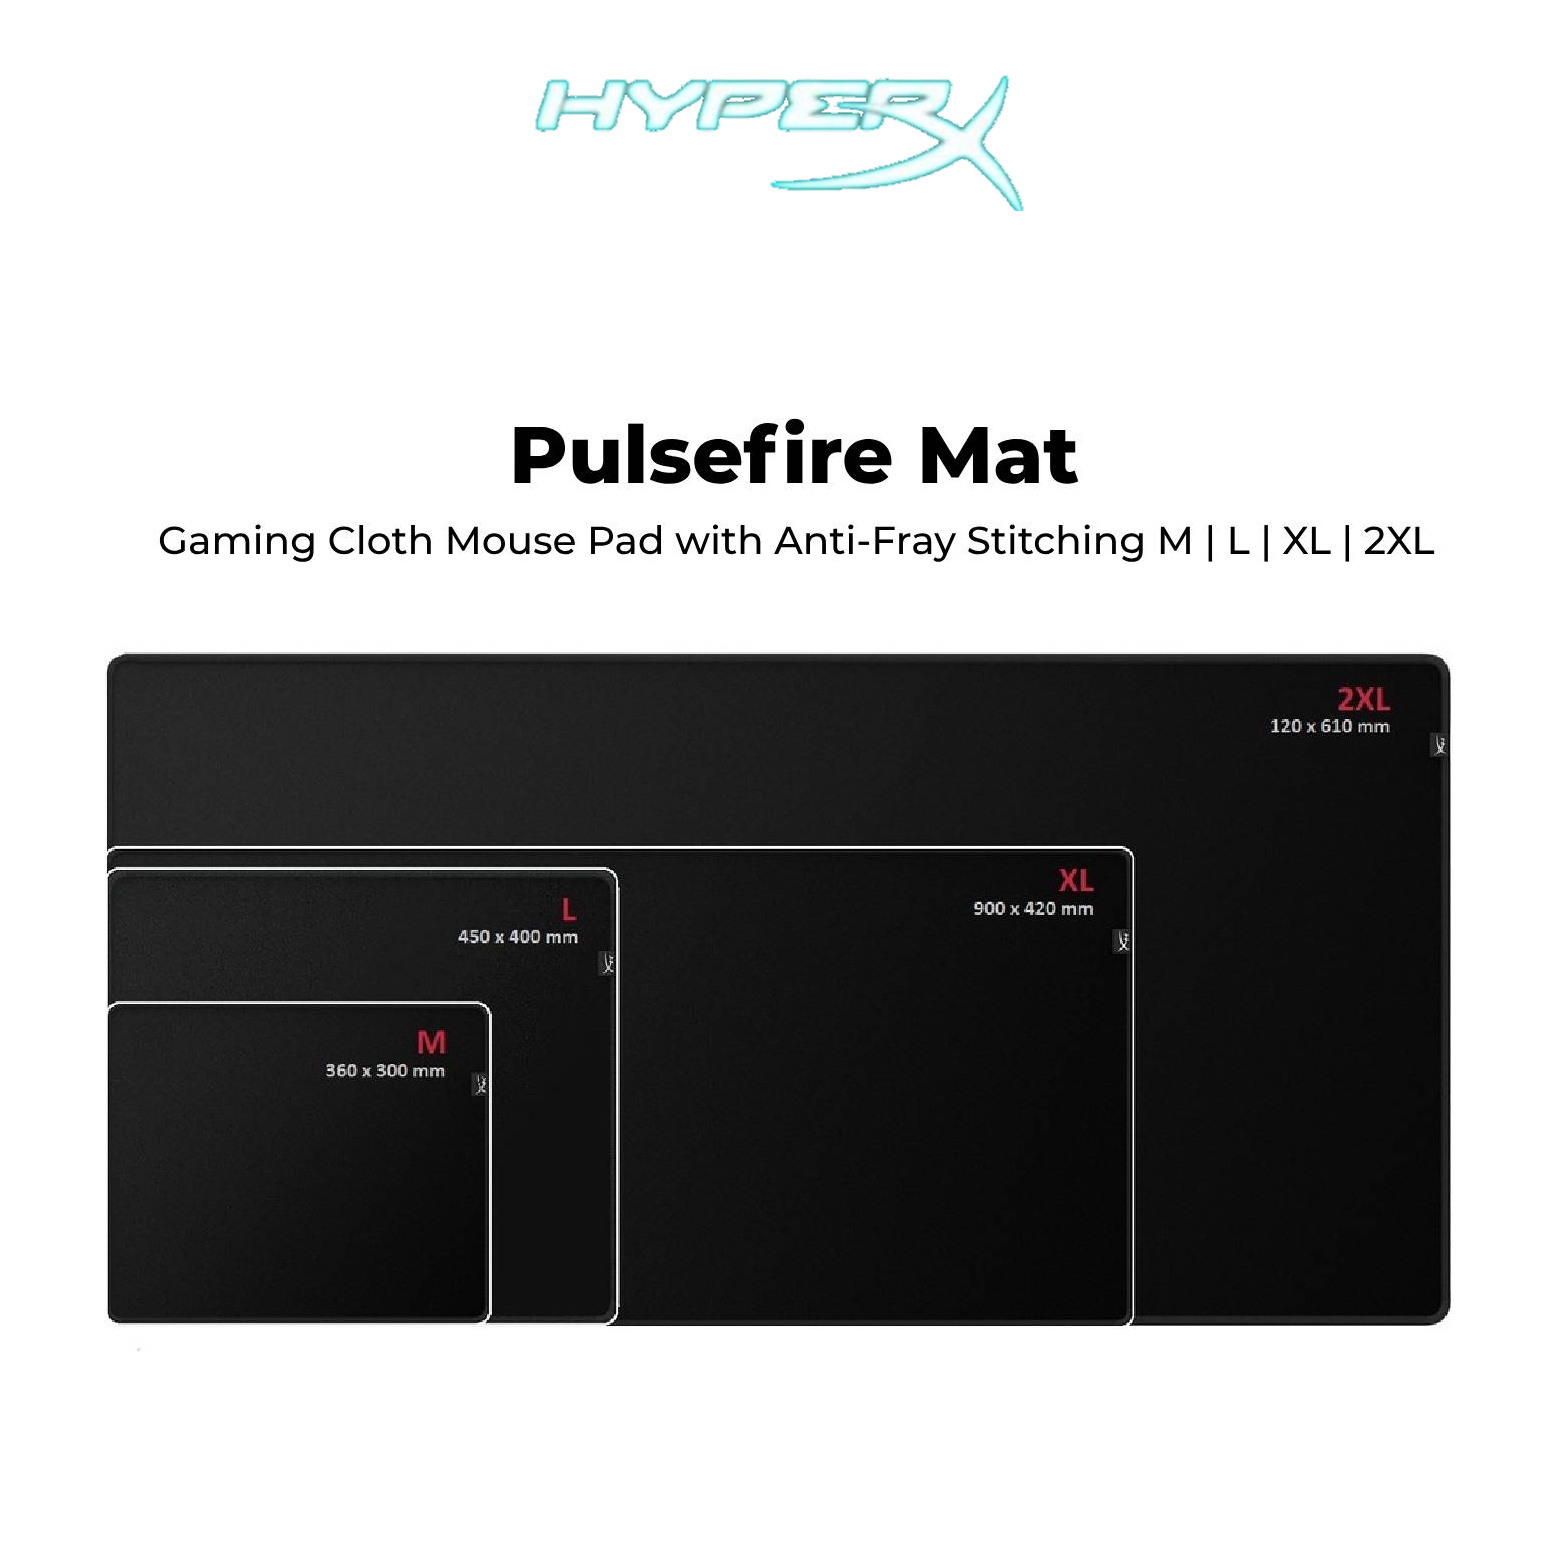 HYPERX
Pulsefire Mat
Gaming Cloth Mouse Pad with Anti-Fray Stitching M | L | XL | 2XL
2XL
120 x 610 mm
XL
900 x 420 mm
L
450 x 400 mm
M
360 x 300 mm